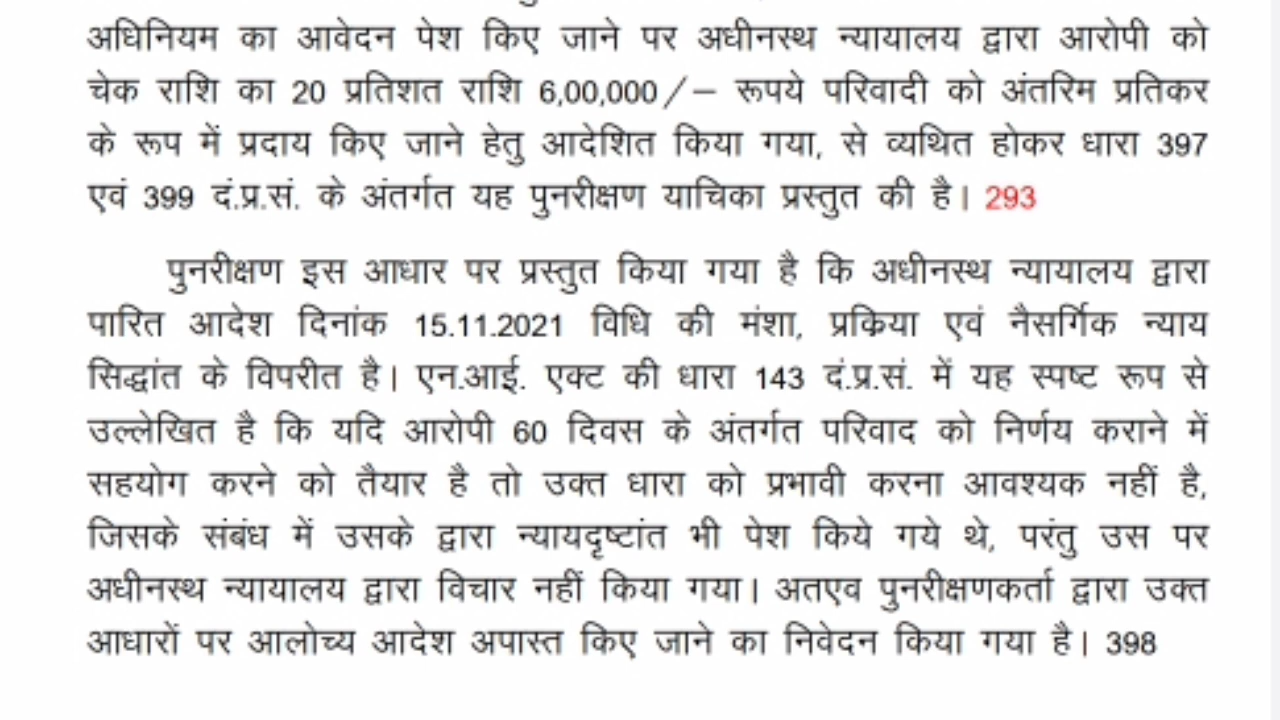 अधिनियम का आवेदन पेश किए जाने पर अधीनस्थ न्यायालय द्वारा आरोपी को
चेक राशि का 20 प्रतिशत राशि 6,00,000/– रूपये परिवादी को अंतरिम प्रतिकर
के रूप में प्रदाय किए जाने हेतु आदेशित किया गया, से व्यथित होकर धारा 397
एवं 399 दं.प्र.सं. के अंतर्गत यह पुनरीक्षण याचिका प्रस्तुत की है। 293
पुनरीक्षण इस आधार पर प्रस्तुत किया गया है कि अधीनस्थ न्यायालय द्वारा
पारित आदेश दिनांक 15.11.2021 विधि की मंशा, प्रक्रिया एवं नैसर्गिक न्याय
सिद्धांत के विपरीत है। एन.आई. एक्ट की धारा 143 दं.प्र.सं. में यह स्पष्ट रूप से
उल्लेखित है कि यदि आरोपी 60 दिवस के अंतर्गत परिवाद को निर्णय कराने में
सहयोग करने को तैयार है तो उक्त धारा को प्रभावी करना आवश्यक नहीं है,
जिसके संबंध में उसके द्वारा न्यायदृष्टांत भी पेश किये गये थे, परंतु उस पर
अधीनस्थ न्यायालय द्वारा विचार नहीं किया गया। अतएव पुनरीक्षणकर्ता द्वारा उक्त
आधारों पर आलोच्य आदेश अपास्त किए जाने का निवेदन किया गया है। 398